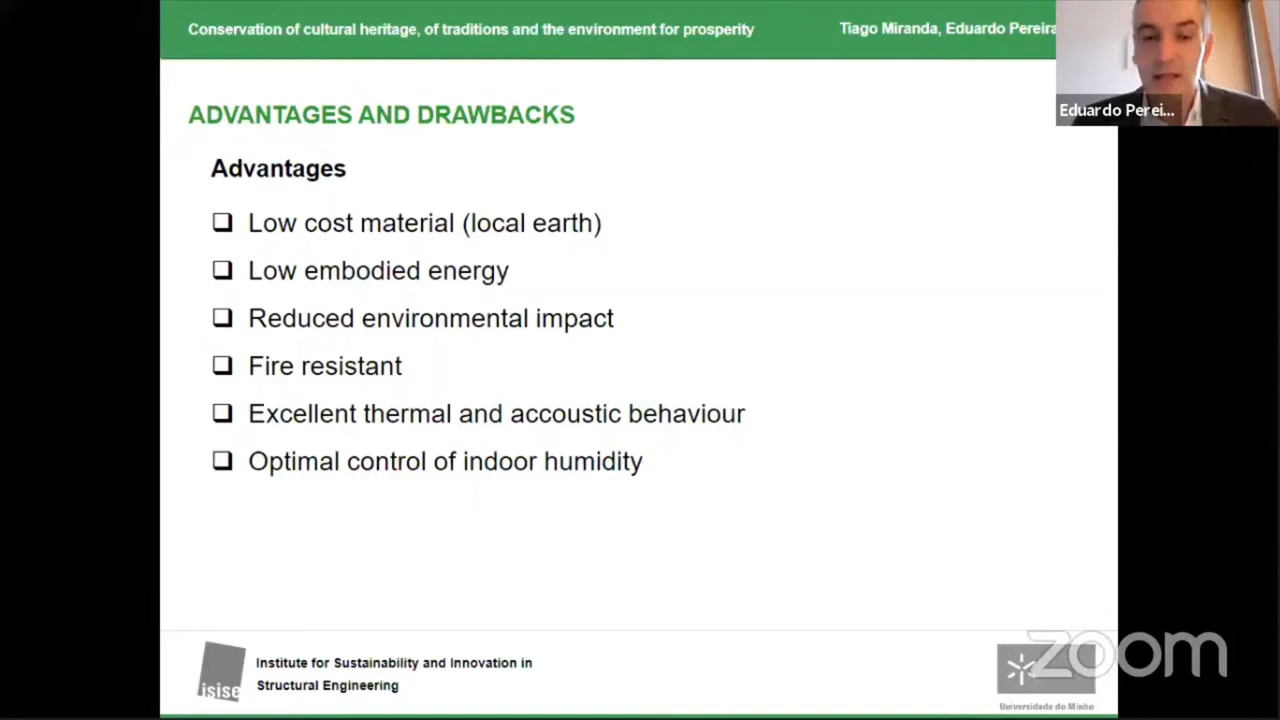 Conservation of cultural heritage, of traditions and the environment for prosperity
Tiago Miranda, Eduardo Pereira
Eduardo Perei...
ADVANTAGES AND DRAWBACKS
Advantages
Low cost material (local earth)
Low embodied energy
Reduced environmental impact
Fire resistant
Excellent thermal and accoustic behaviour
Optimal control of indoor humidity
isise
Institute for Sustainability and Innovation in
Structural Engineering
Universidade do Minho
zoom